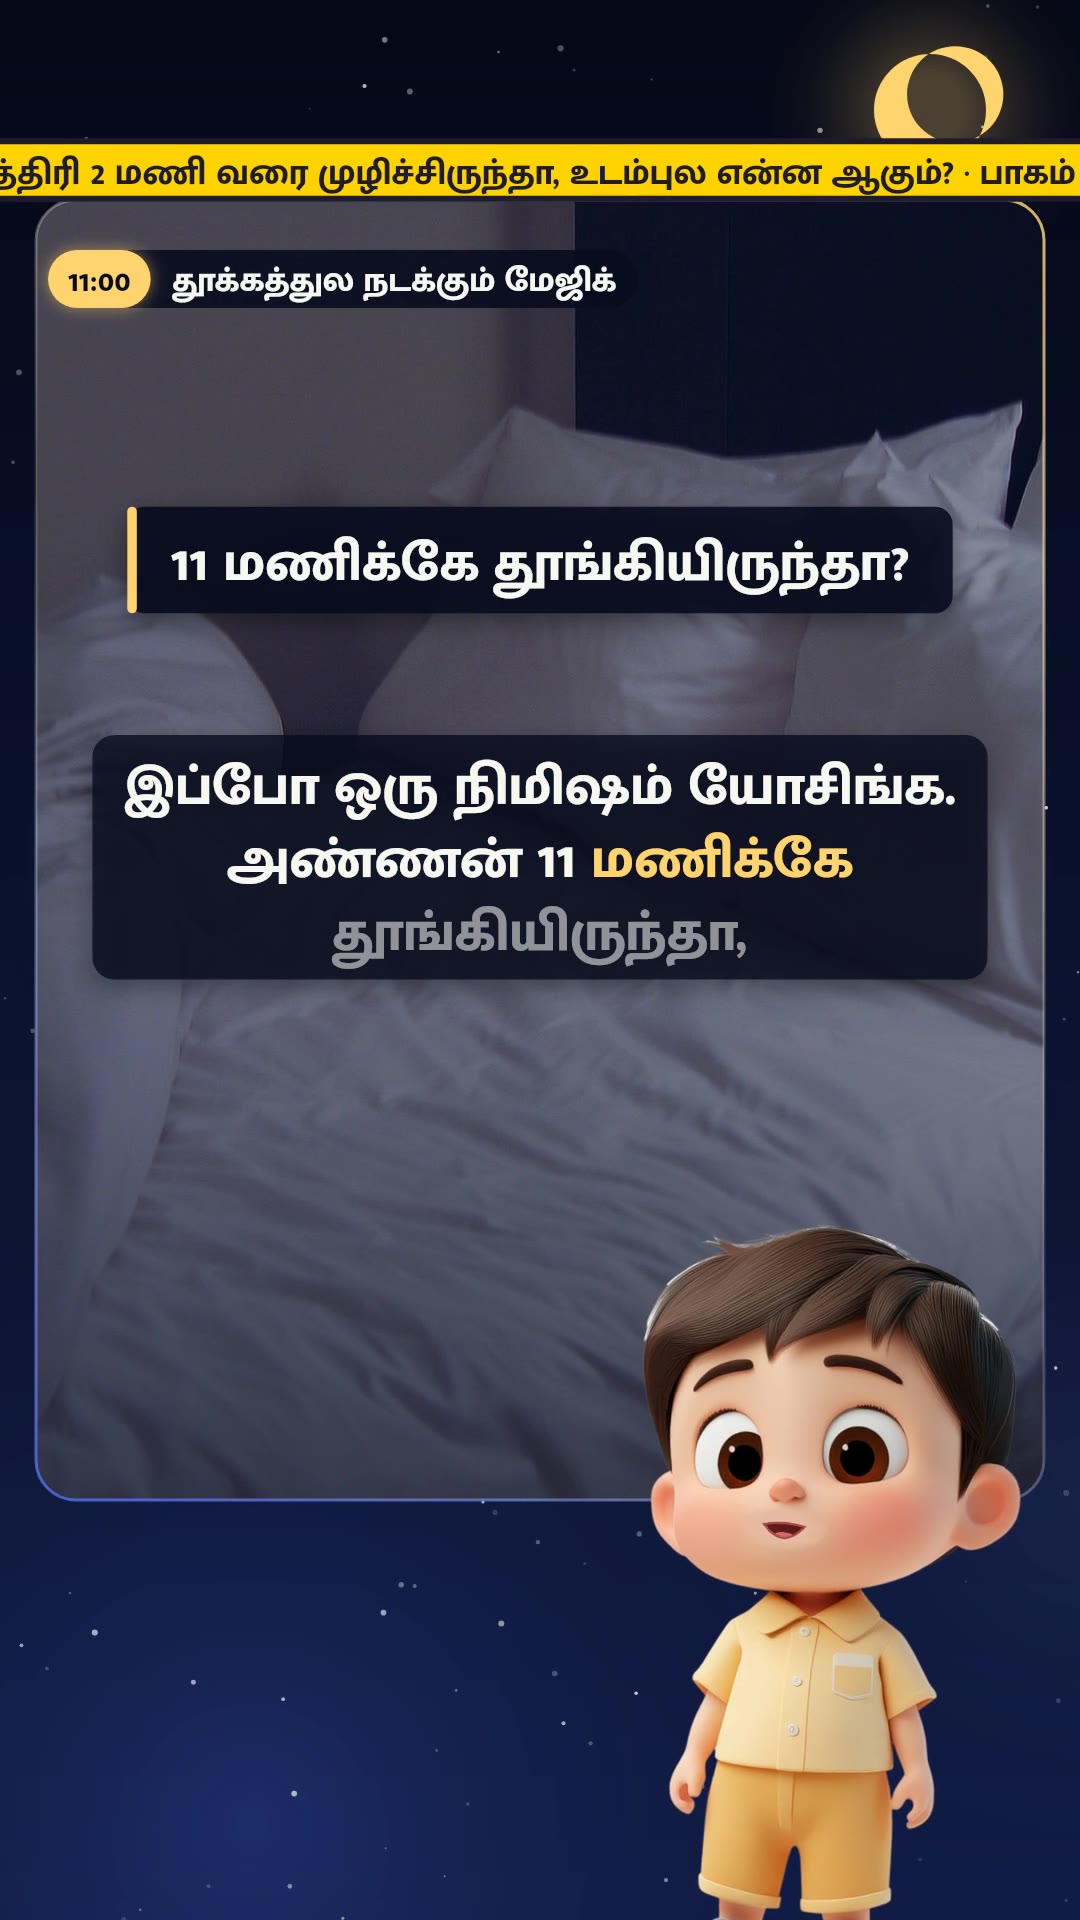 த்திரி 2 மணி வரை முழிச்சிருந்தா, உடம்புல என்ன ஆகும்? · பாகம்
11:00 தூக்கத்துல நடக்கும் மேஜிக்
11 மணிக்கே தூங்கியிருந்தா?
இப்போ ஒரு நிமிஷம் யோசிங்க.
அண்ணன் 11 மணிக்கே
தூங்கியிருந்தா,